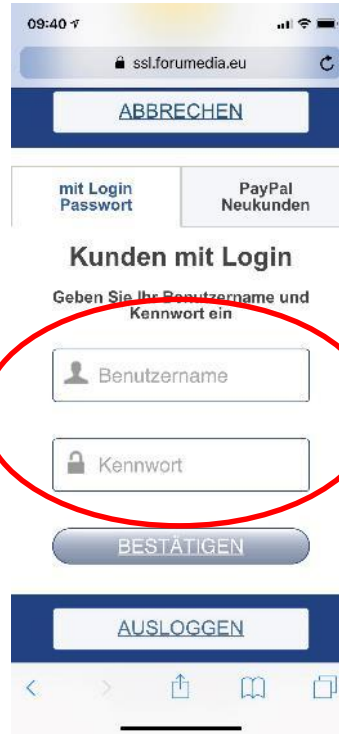 09:40
ssl.forumedia.eu
ABBRECHEN
mit Login
Passwort
PayPal
Neukunden
Kunden mit Login
Geben Sie Ihr Benutzername und
Kennwort ein
Benutzername
Kennwort
BESTÄTIGEN
AUSLOGGEN